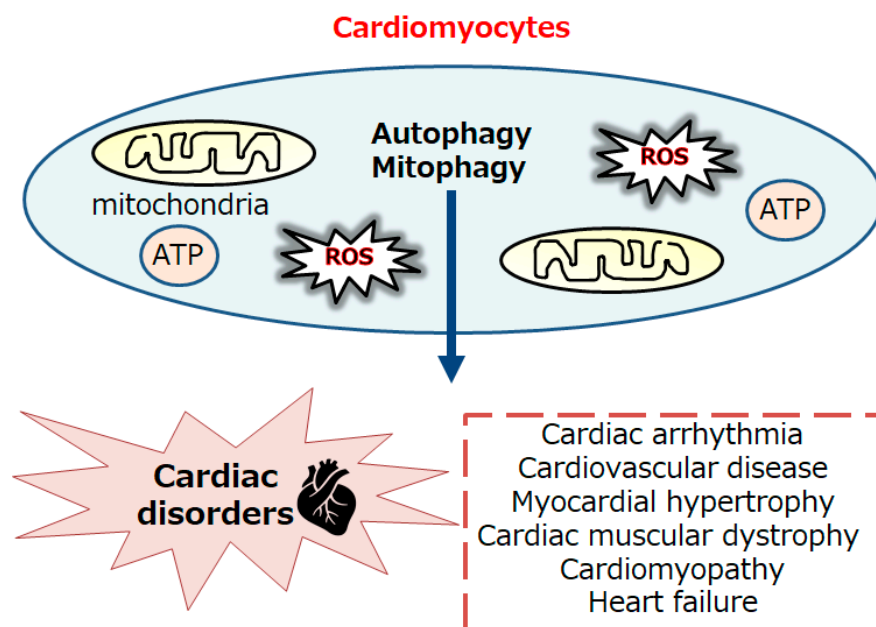 Cardiomyocytes
Autophagy
Mitophagy
ROS
mitochondria
ATP
ATP
ROS
Cardiac
disorders
Cardiac arrhythmia
Cardiovascular disease
Myocardial hypertrophy
Cardiac muscular dystrophy
Cardiomyopathy
Heart failure